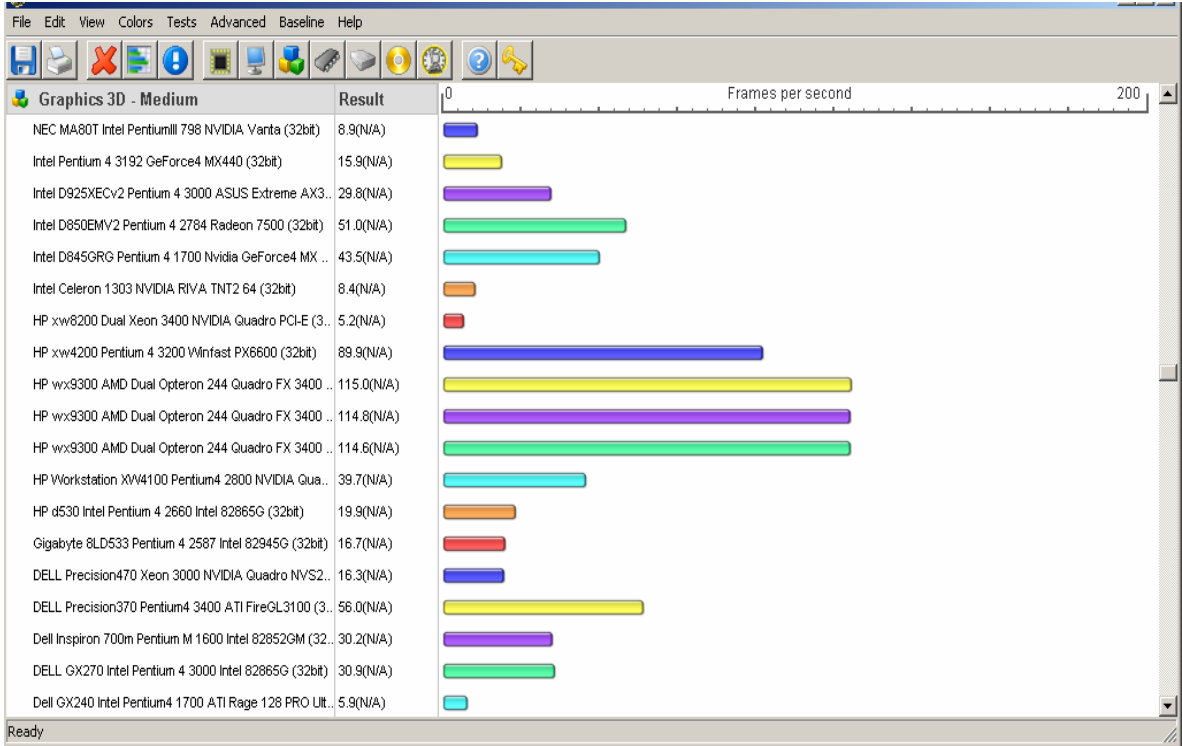 File Edit View Colors Tests Advanced Baseline Help
Graphics 3D - Medium Result 0 Frames per second 200
NEC MA80T Intel PentiumIII 798 NVIDIA Vanta (32bit) 8.9(N/A)
Intel Pentium 4 3192 GeForce4 MX440 (32bit) 15.9(N/A)
Intel D925XECv2 Pentium 4 3000 ASUS Extreme AX3.. 29.8(N/A)
Intel D850EMV2 Pentium 4 2784 Radeon 7500 (32bit) 51.0(N/A)
Intel D845GRG Pentium 4 1700 Nvidia GeForce4 MX .. 43.5(N/A)
Intel Celeron 1303 NVIDIA RIVA TNT2 64 (32bit) 8.4(N/A)
HP xw8200 Dual Xeon 3400 NVIDIA Quadro PCI-E (3.. 5.2(N/A)
HP xw4200 Pentium 4 3200 Winfast PX6600 (32bit) 89.9(N/A)
HP wx9300 AMD Dual Opteron 244 Quadro FX 3400 .. 115.0(N/A)
HP wx9300 AMD Dual Opteron 244 Quadro FX 3400 .. 114.8(N/A)
HP wx9300 AMD Dual Opteron 244 Quadro FX 3400 .. 114.6(N/A)
HP Workstation XW4100 Pentium4 2800 NVIDIA Qua.. 39.7(N/A)
HP d530 Intel Pentium 4 2660 Intel 82865G (32bit) 19.9(N/A)
Gigabyte 8LD533 Pentium 4 2587 Intel 82945G (32bit) 16.7(N/A)
DELL Precision470 Xeon 3000 NVIDIA Quadro NVS2.. 16.3(N/A)
DELL Precision370 Pentium4 3400 ATI FireGL3100 (3.. 56.0(N/A)
Dell Inspiron 700m Pentium M 1600 Intel 82852GM (32.. 30.2(N/A)
DELL GX270 Intel Pentium 4 3000 Intel 82865G (32bit) 30.9(N/A)
Dell GX240 Intel Pentium4 1700 ATI Rage 128 PRO Ult.. 5.9(N/A)
Ready